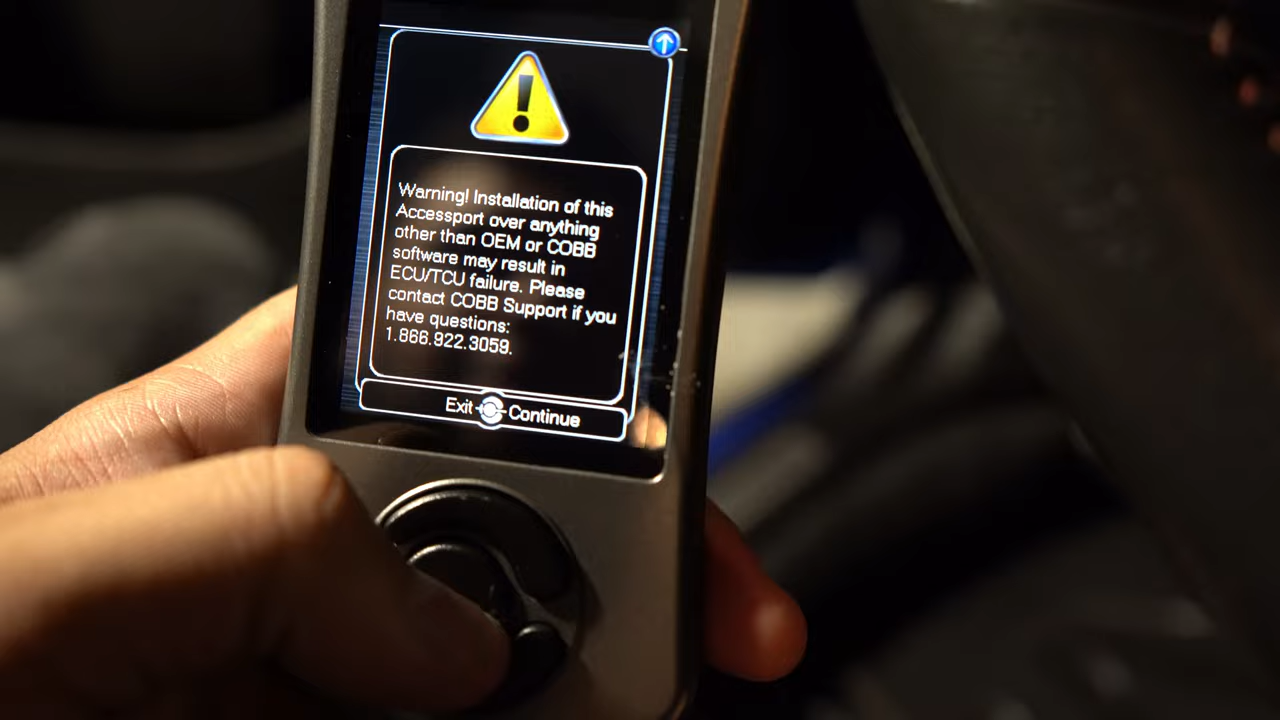 Warning! Installation of this
Accessport over anything
other than OEM or COBB
software may result in
ECU/TCU failure. Please
contact COBB Support if you
have questions:
1.866.922.3059.
Exit Continue